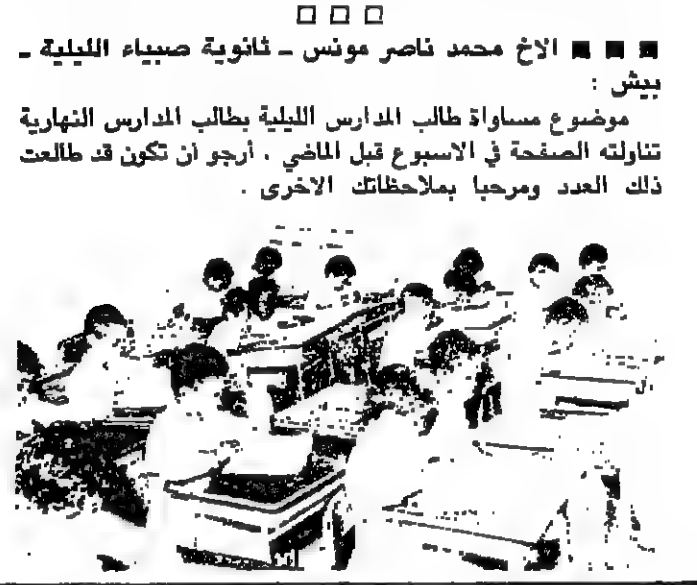 □ □ □
■ ■ ■ الاخ محمد ناصر مونس ـ ثانوية صبياء الليلية ـ
بيش :
موضوع مساواة طالب المدارس الليلية بطالب المدارس النهارية
تناولته الصفحة في الاسبوع قبل الماضي . أرجو أن تكون قد طالعت
ذلك العدد ومرحبا بملاحظاتك الاخرى .